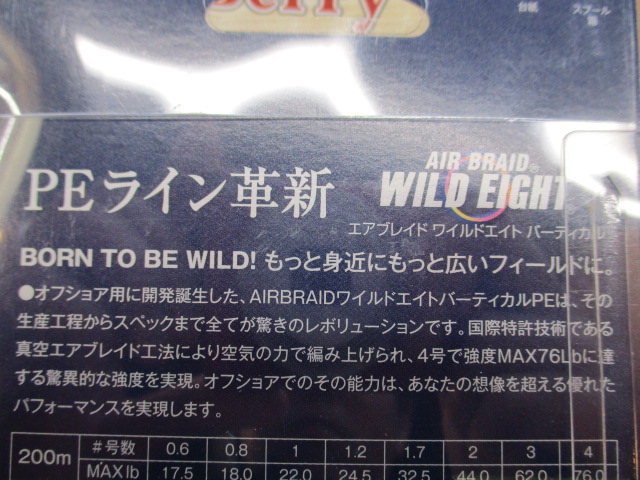 Berry
台紙
スプール
PEライン革新
AIR BRAID®
WILD EIGHT
エアブレイド ワイルドエイト バーティカル
BORN TO BE WILD! もっと身近にもっと広いフィールドに。
●オフショア用に開発誕生した、AIRBRAIDワイルドエイトバーティカルPEは、その
生産工程からスペックまで全てが驚きのレボリューションです。国際特許技術である
真空エアブレイド工法により空気の力で編み上げられ、4号で強度MAX76Lbに達
する驚異的な強度を実現。オフショアでのその能力は、あなたの想像を超える優れた
パフォーマンスを実現します。
200m #号数 0.6 0.8 1 1.2 1.7 2 3 4
MAX lb 17.5 18.0 22.0 24.5 32.5 44.0 62.0 76.0